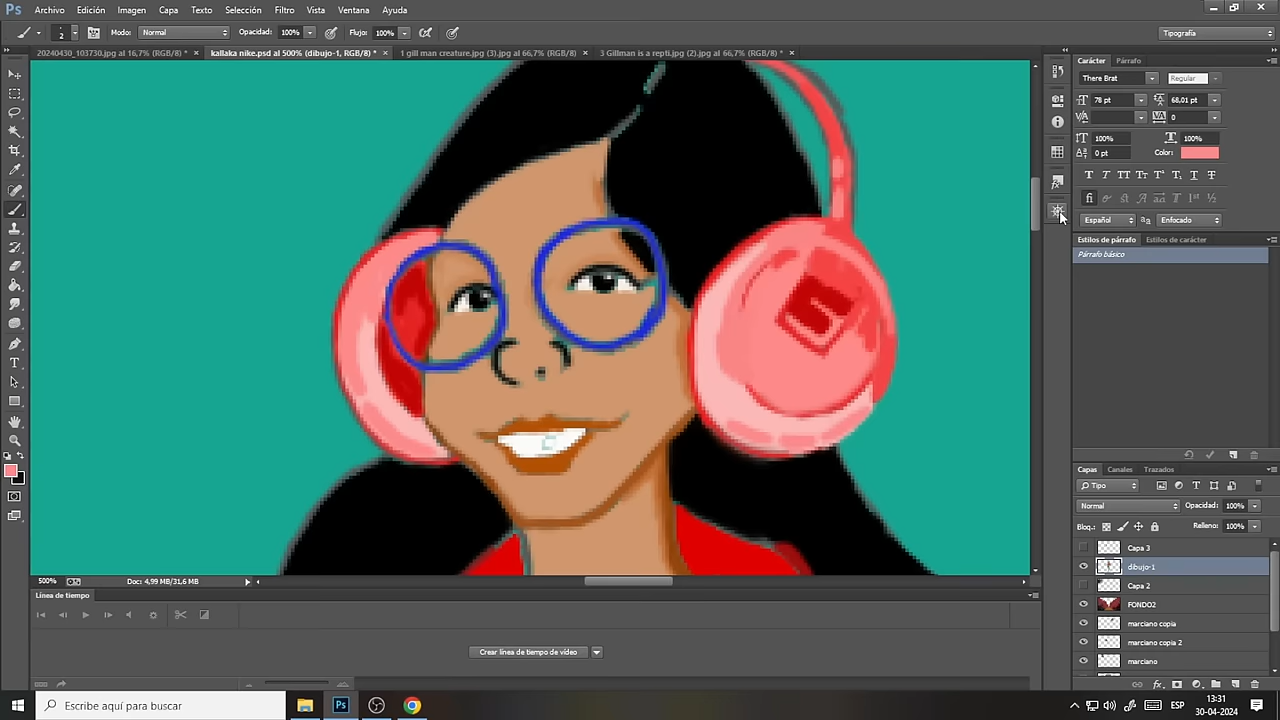 Ps Archivo Edición Imagen Capa Texto Selección Filtro Vista Ventana Ayuda
2 Modo: Normal Opacidad: 100% Flujo: 100% Tipografía
20240430_103730.jpg al 16,7% (RGB/8) * × kallaka nike.psd al 500% (dibujo-1, RGB/8) * × 1 gill man creature.jpg (3).jpg al 66,7% (RGB/8) × 3 Gillman is a repti.jpg (2).jpg al 66,7% (RGB/8) * ×
Carácter Párrafo
There Brat Regular
78 pt 68,01 pt
0
100% 100%
0 pt Color:
Español Enfocado
Estilos de párrafo Estilos de carácter
Párrafo básico
Capas Canales Trazados
Tipo
Normal Opacidad: 100%
Bloq.: Relleno: 100%
Capa 3
dibujo-1
Capa 2
FONDO2
marciano copia
marciano copia 2
marciano
500% Doc: 4,99 MB/31,6 MB
Línea de tiempo
Crear línea de tiempo de vídeo
Escribe aquí para buscar
Ps
ESP
13:31
30-04-2024